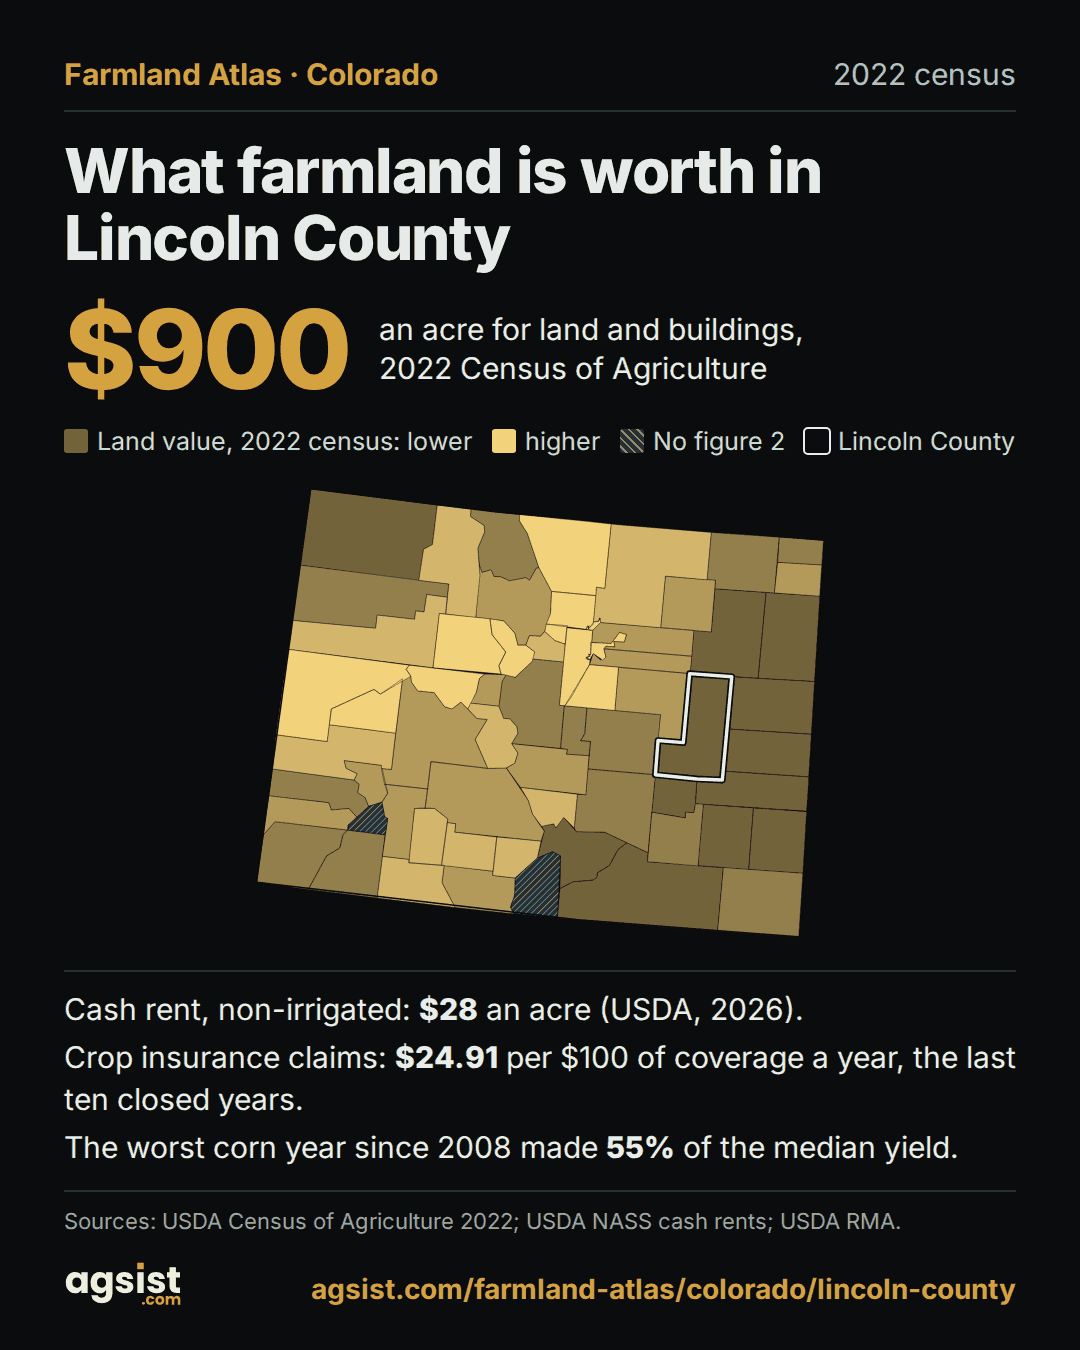 Farmland Atlas · Colorado
2022 census
What farmland is worth in
Lincoln County
$900
an acre for land and buildings,
2022 Census of Agriculture
Land value, 2022 census: lower
higher
No figure 2
Lincoln County
Cash rent, non-irrigated: $28 an acre (USDA, 2026).
Crop insurance claims: $24.91 per $100 of coverage a year, the last
ten closed years.
The worst corn year since 2008 made 55% of the median yield.
Sources: USDA Census of Agriculture 2022; USDA NASS cash rents; USDA RMA.
agsist
.com
agsist.com/farmland-atlas/colorado/lincoln-county